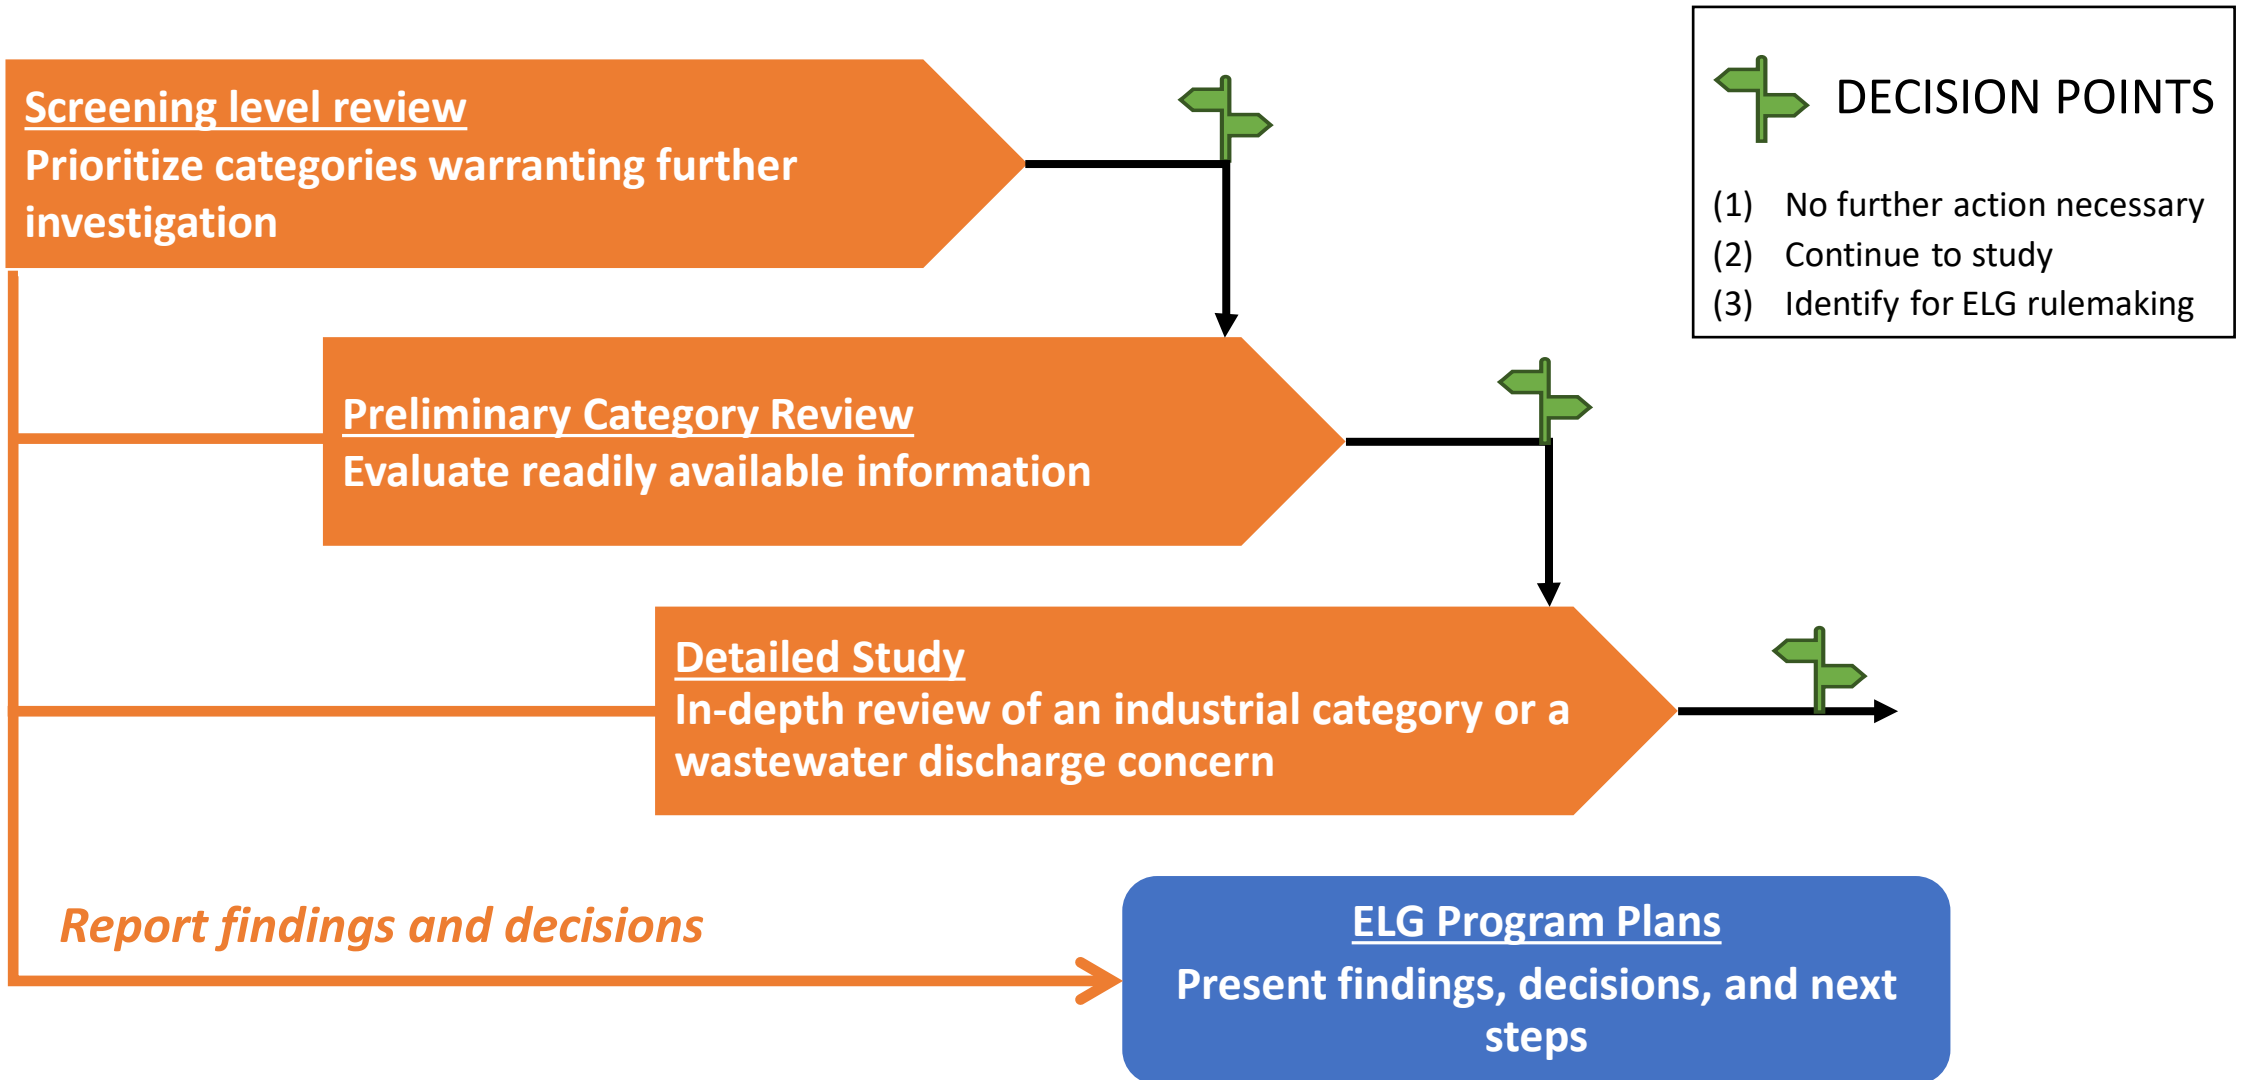 Screening level review
Prioritize categories warranting further
investigation
DECISION POINTS
(1) No further action necessary
(2) Continue to study
(3) Identify for ELG rulemaking
Preliminary Category Review
Evaluate readily available information
Detailed Study
In-depth review of an industrial category or a
wastewater discharge concern
Report findings and decisions
ELG Program Plans
Present findings, decisions, and next
steps